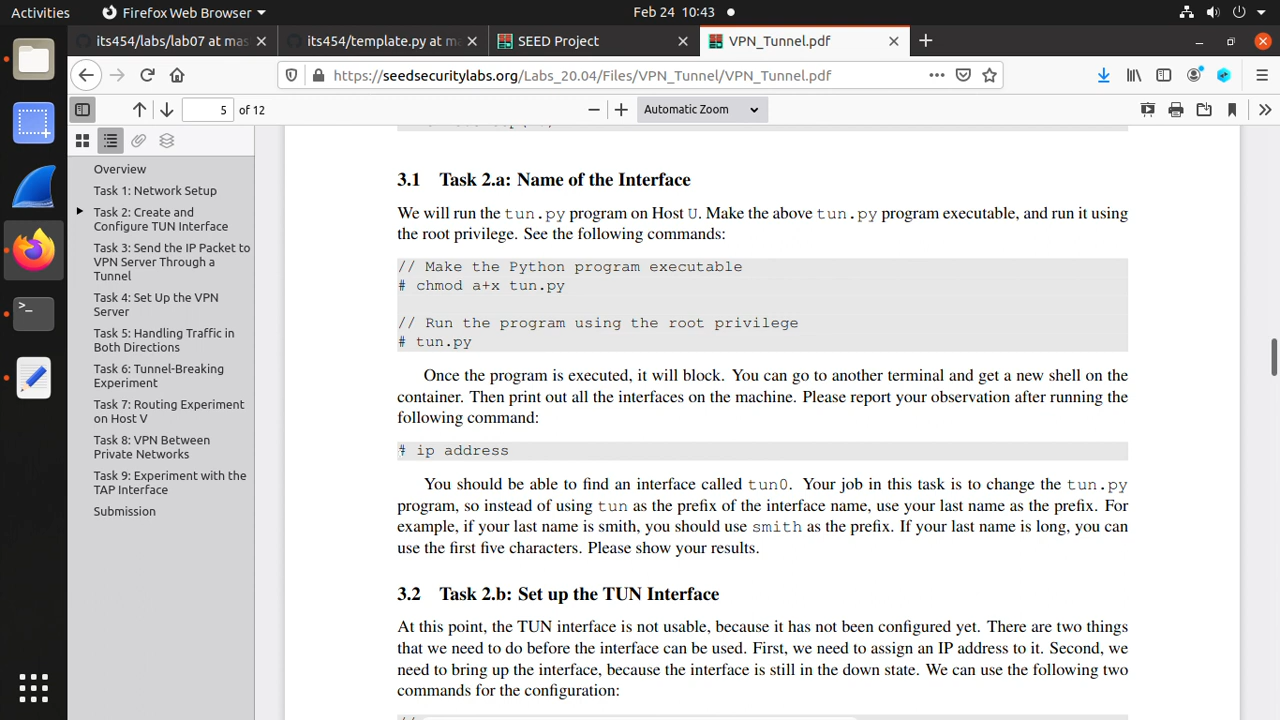 Activities
Firefox Web Browser
Feb 24 10:43
its454/labs/lab07 at mas
its454/template.py at m
SEED Project
VPN_Tunnel.pdf
https://seedsecuritylabs.org/Labs_20.04/Files/VPN_Tunnel/VPN_Tunnel.pdf
5
of 12
Automatic Zoom
Overview
Task 1: Network Setup
Task 2: Create and
Configure TUN Interface
Task 3: Send the IP Packet to
VPN Server Through a
Tunnel
Task 4: Set Up the VPN
Server
Task 5: Handling Traffic in
Both Directions
Task 6: Tunnel-Breaking
Experiment
Task 7: Routing Experiment
on Host V
Task 8: VPN Between
Private Networks
Task 9: Experiment with the
TAP Interface
Submission
3.1 Task 2.a: Name of the Interface
We will run the tun.py program on Host U. Make the above tun.py program executable, and run it using
the root privilege. See the following commands:
// Make the Python program executable
# chmod a+x tun.py
// Run the program using the root privilege
# tun.py
Once the program is executed, it will block. You can go to another terminal and get a new shell on the
container. Then print out all the interfaces on the machine. Please report your observation after running the
following command:
# ip address
You should be able to find an interface called tun0. Your job in this task is to change the tun.py
program, so instead of using tun as the prefix of the interface name, use your last name as the prefix. For
example, if your last name is smith, you should use smith as the prefix. If your last name is long, you can
use the first five characters. Please show your results.
3.2 Task 2.b: Set up the TUN Interface
At this point, the TUN interface is not usable, because it has not been configured yet. There are two things
that we need to do before the interface can be used. First, we need to assign an IP address to it. Second, we
need to bring up the interface, because the interface is still in the down state. We can use the following two
commands for the configuration: